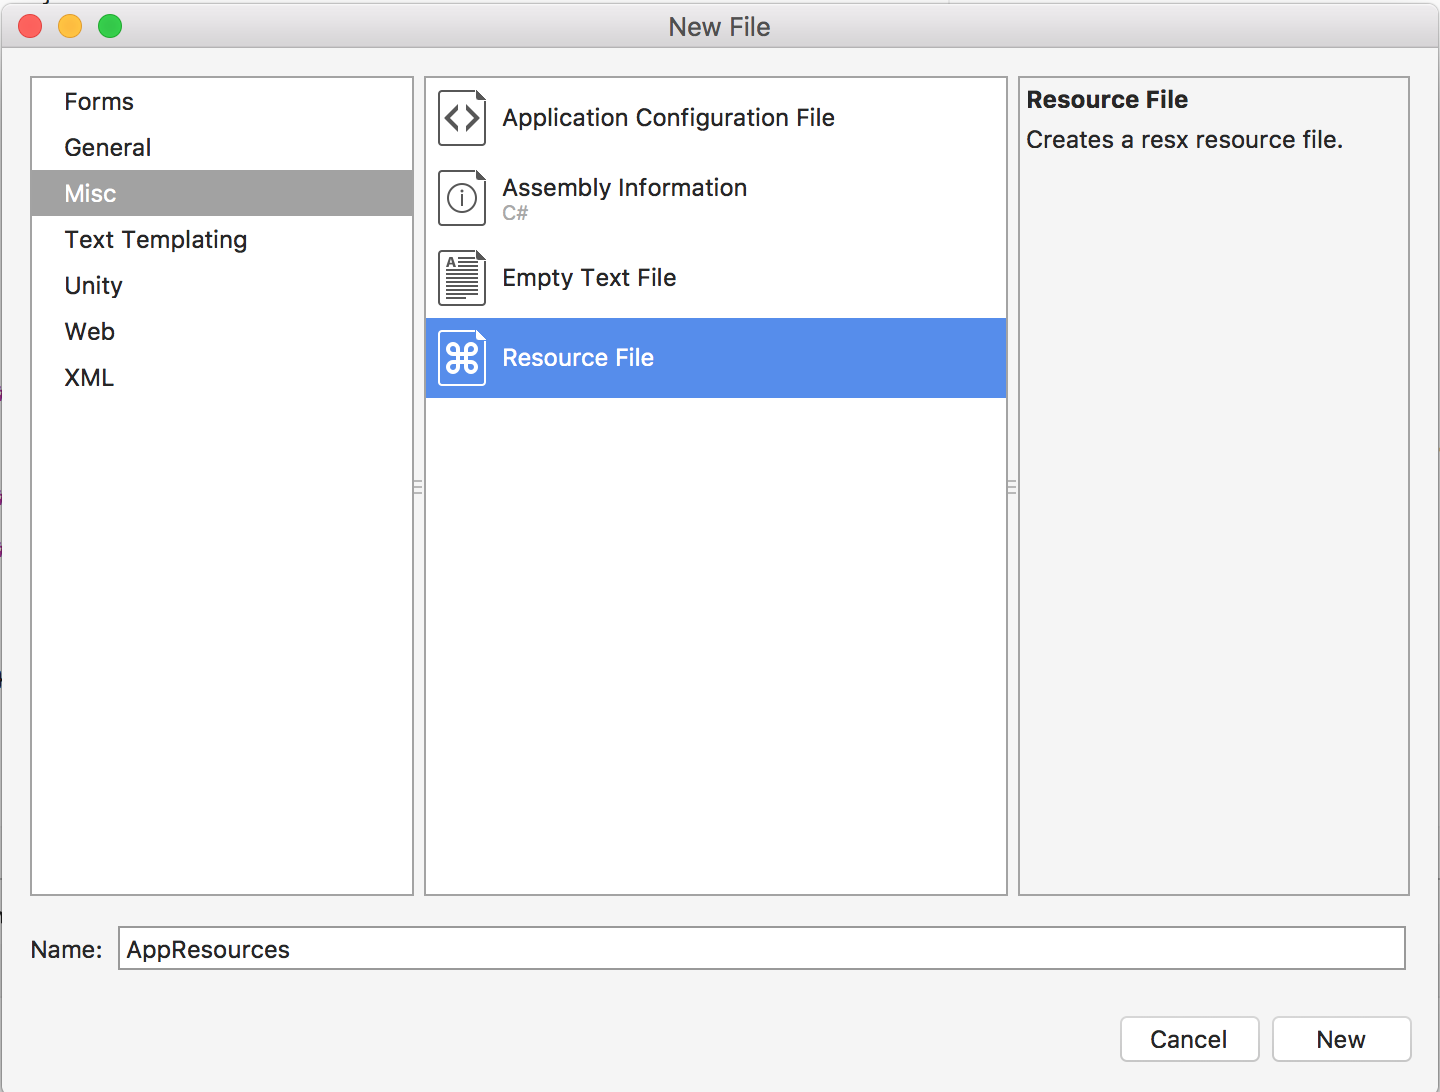 New File
Forms
General
Misc
Text Templating
Unity
Web
XML
Application Configuration File
Assembly Information
C#
Empty Text File
Resource File
Resource File
Creates a resx resource file.
Name: AppResources
Cancel New